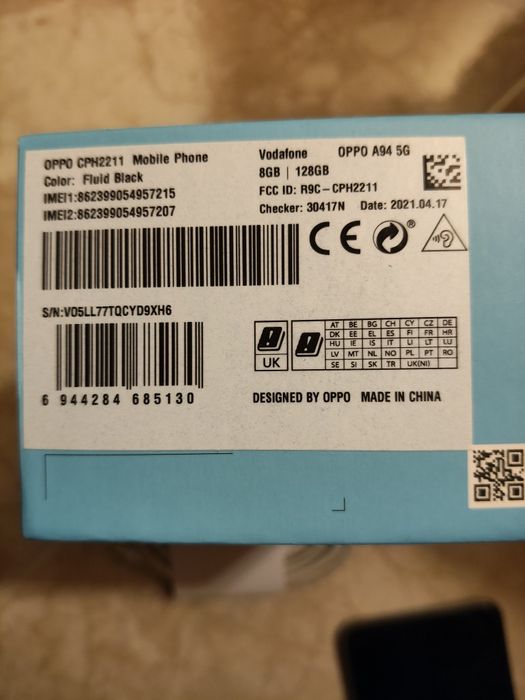 OPPO CPH2211 Mobile Phone
Color: Fluid Black
IMEI1:862399054957215
IMEI2:862399054957207
Vodafone OPPO A94 5G
8GB | 128GB
FCC ID: R9C-CPH2211
Checker: 30417N Date: 2021.04.17
CE
S/N:VO5LL77TQCYD9XH6
6 944284 685130
UK
AT BE BG CH CY CZ DE
DK EE EL ES FI FR HR
HU IE IS IT LI LT LU
LV MT NL NO PL PT RO
SE SI SK TR UK(NI)
DESIGNED BY OPPO MADE IN CHINA